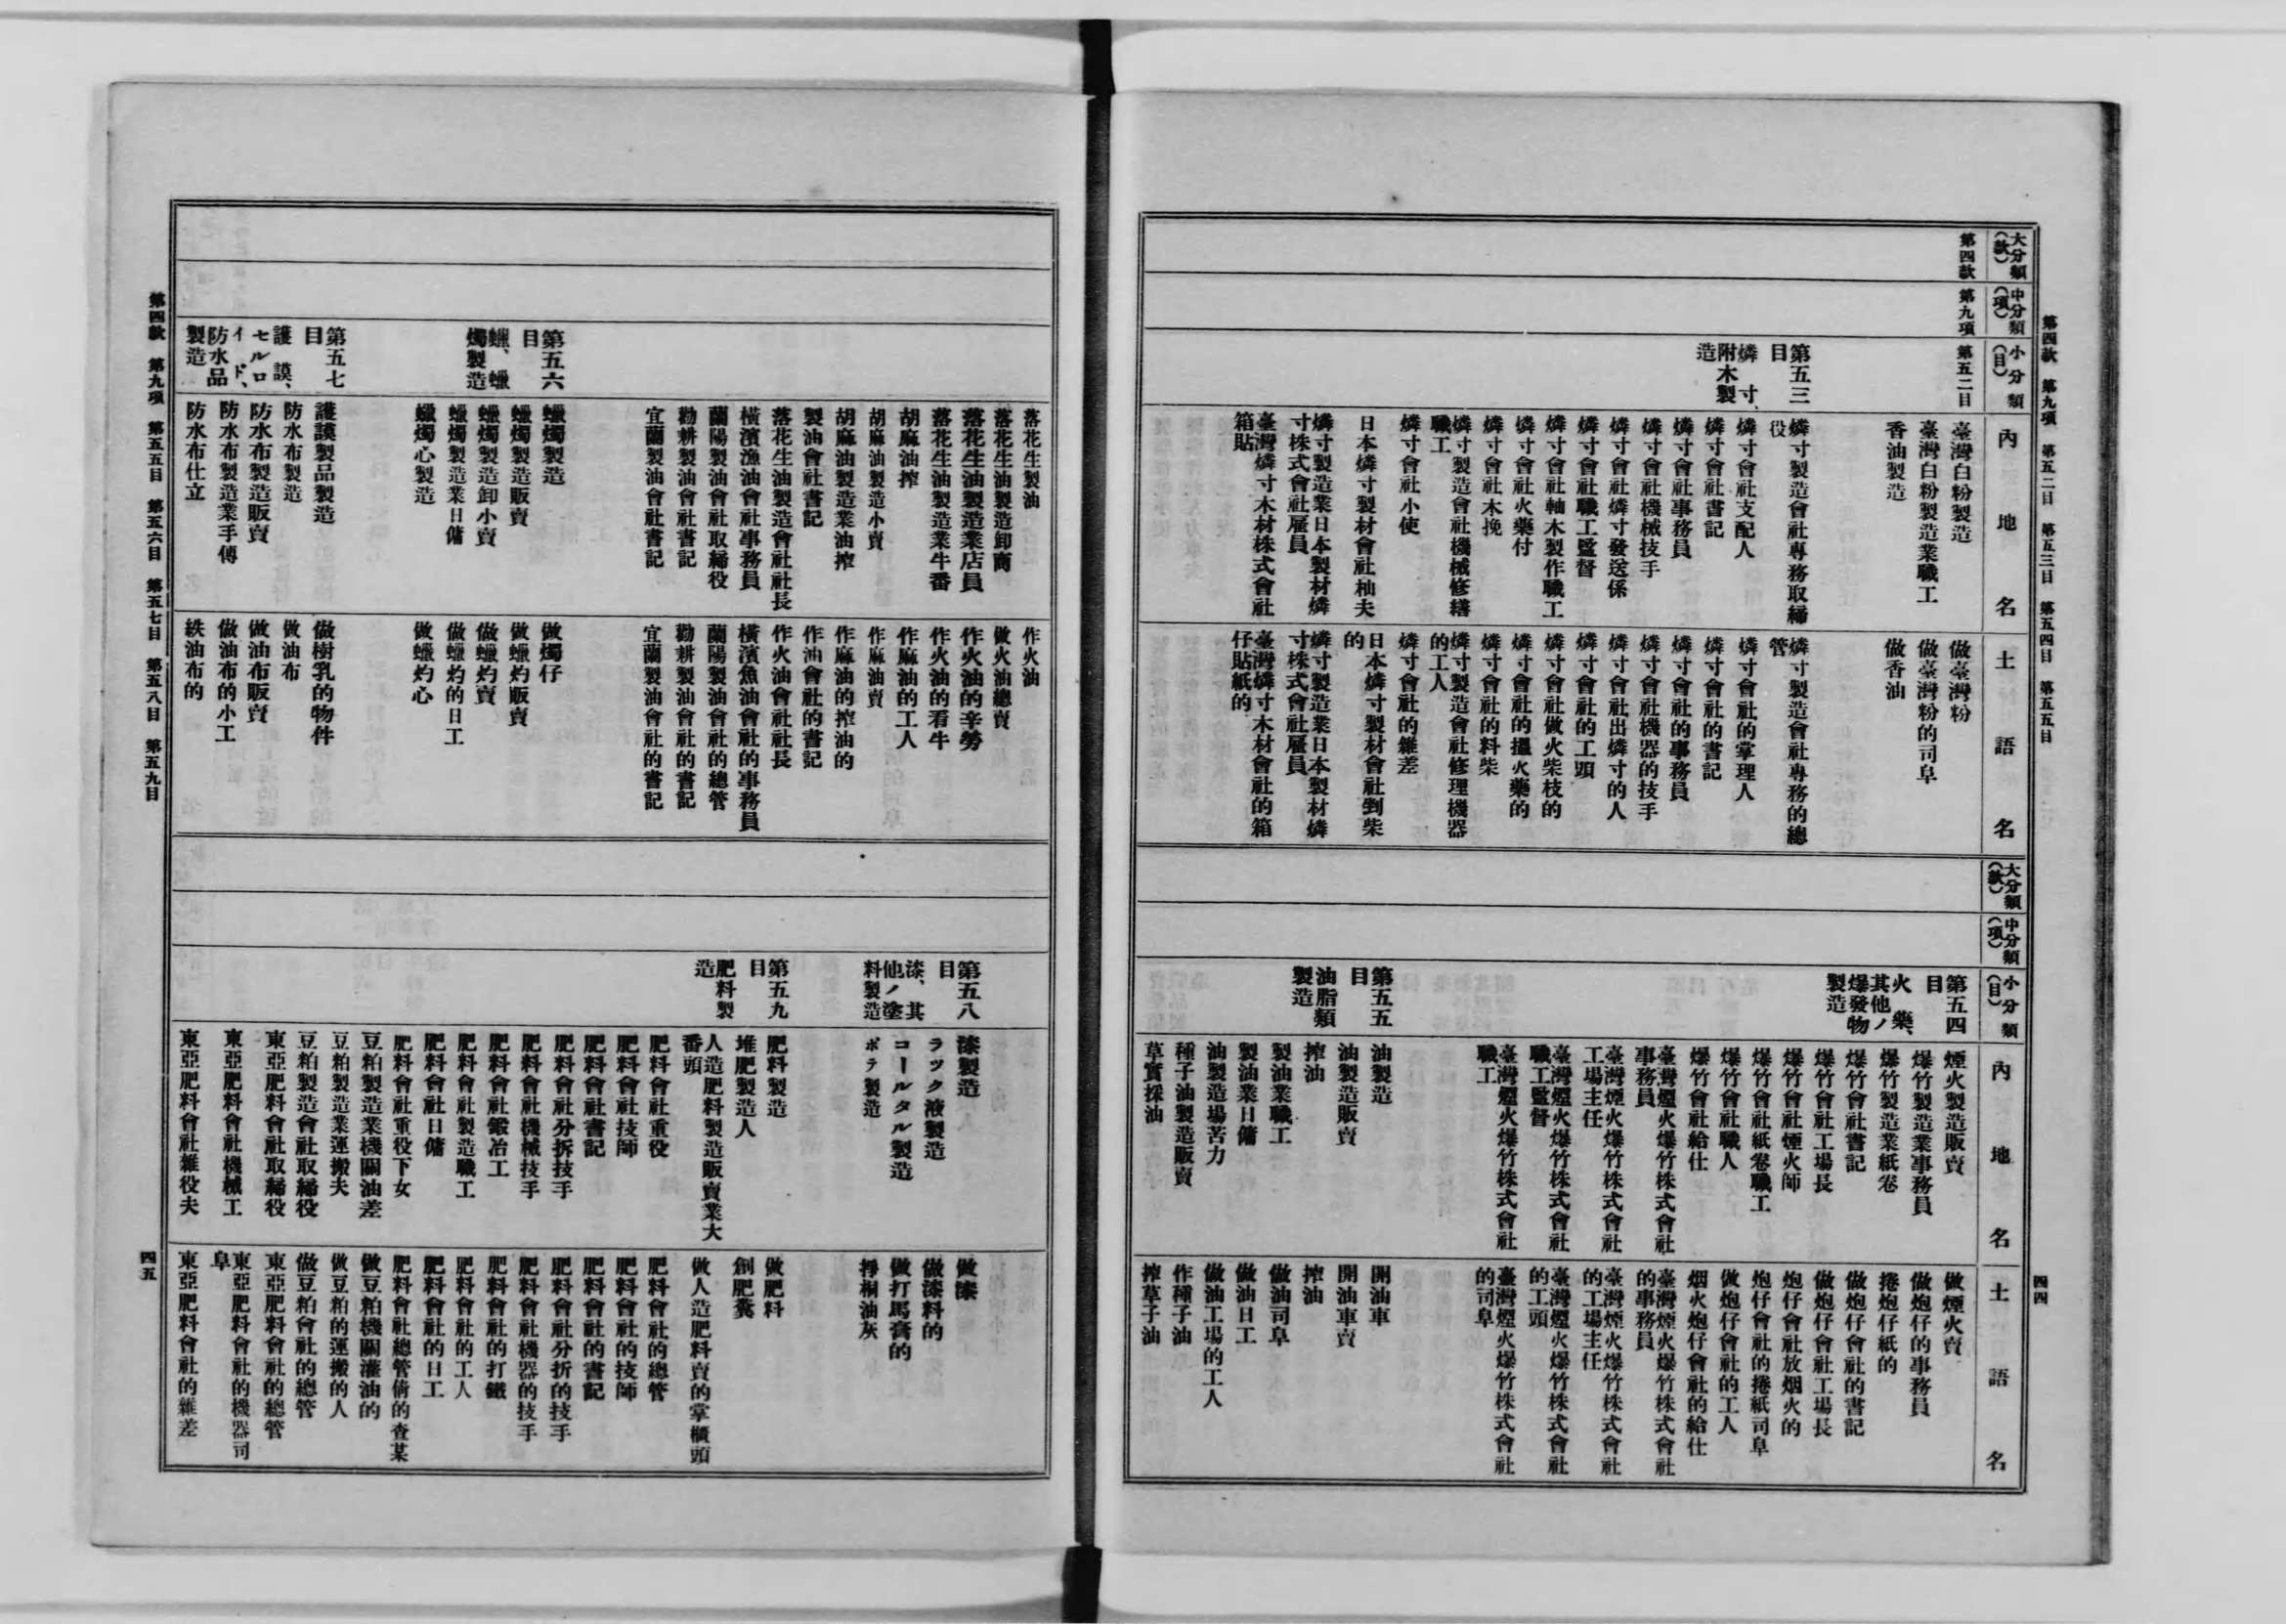 第四款 第九項 第五二目 第五三目 第五四目 第五五目
四四
大分類(款)
中分類(項)
小分類(目)
內地名
土語名
第四款
第九項
第五二目
臺灣白粉製造
臺灣白粉製造業職工
香油製造
做臺灣粉
做臺灣粉的司阜
做香油
第五三目
燐寸、附木製造
燐寸製造會社專務取締役
燐寸會社支配人
燐寸會社書記
燐寸會社事務員
燐寸會社機械技手
燐寸會社燐寸發送係
燐寸會社職工監督
燐寸會社軸木製作職工
燐寸會社火藥付
燐寸會社木挽
燐寸製造會社機械修繕職工
燐寸會社小使
日本燐寸製材會社杣夫
燐寸製造業日本製材燐寸株式會社雇員
臺灣燐寸木材株式會社箱貼
燐寸製造會社專務的總管
燐寸會社的掌理人
燐寸會社的書記
燐寸會社的事務員
燐寸會社機器的技手
燐寸會社出燐寸的人
燐寸會社的工頭
燐寸會社做火柴枝的
燐寸會社的搵火藥的
燐寸會社的料柴
燐寸製造會社修理機器的工人
燐寸會社的雜差
日本燐寸製材會社剉柴的
燐寸製造業日本製材燐寸株式會社雇員
臺灣燐寸木材會社的箱仔貼紙的
大分類(款)
中分類(項)
小分類(目)
內地名
土語名
第五四目
火藥、其他ノ爆發物製造
煙火製造販賣
爆竹製造業事務員
爆竹製造業紙卷
爆竹會社書記
爆竹會社工場長
爆竹會社煙火師
爆竹會社紙卷職工
爆竹會社職人
爆竹會社給仕
臺灣煙火爆竹株式會社事務員
臺灣煙火爆竹株式會社工場主任
臺灣煙火爆竹株式會社職工監督
臺灣煙火爆竹株式會社職工
做煙火賣
做炮仔的事務員
捲炮仔紙的
做炮仔會社的書記
做炮仔會社工場長
炮仔會社放烟火的
炮仔會社的捲紙司阜
做炮仔會社的工人
烟火炮仔會社的給仕
臺灣煙火爆竹株式會社的事務員
臺灣煙火爆竹株式會社的工場主任
臺灣煙火爆竹株式會社的工頭
臺灣煙火爆竹株式會社的司阜
第五五目
油脂類製造
油製造
油製造販賣
搾油
製油業職工
製油業日傭
油製造場苦力
種子油製造販賣
草實採油
開油車
開油車賣
搾油
做油司阜
做油日工
做油工場的工人
作種子油
搾草子油
落花生製油
落花生油製造卸商
落花生油製造業店員
落花生油製造業牛番
胡麻油搾
胡麻油製造小賣
胡麻油製造業油搾
製油會社書記
落花生油製造會社社長
橫濱漁油會社事務員
蘭陽製油會社取締役
勸耕製油會社書記
宜蘭製油會社書記
作火油
做火油總賣
作火油的辛勞
作火油的看牛
作麻油的工人
作麻油賣
作麻油的搾油的
作油會社的書記
作火油會社社長
橫濱魚油會社的事務員
蘭陽製油會社的總管
勸耕製油會社的書記
宜蘭製油會社的書記
第五六目
蠟、蠟燭製造
蠟燭製造
蠟燭製造販賣
蠟燭製造卸小賣
蠟燭製造業日傭
蠟燭心製造
做燭仔
做蠟灼販賣
做蠟灼賣
做蠟灼的日工
做蠟灼心
第五七目
護謨、セルロイド、防水品製造
護謨製品製造
防水布製造
防水布製造販賣
防水布製造業手傳
防水布仕立
做樹乳的物件
做油布
做油布販賣
做油布的小工
紩油布的
第五八目
漆、其他ノ塗料製造
漆製造
ラック液製造
コールタル製造
ボテ製造
做漆
做漆料的
做打馬膏的
桐油灰
第五九目
肥料製造
肥料製造
堆肥製造人
人造肥料製造販賣業大番頭
肥料會社重役
肥料會社技師
肥料會社書記
肥料會社分拆技手
肥料會社機械技手
肥料會社鍛冶工
肥料會社製造職工
肥料會社日傭
肥料會社重役下女
豆粕製造業機關油差
豆粕製造業運搬夫
豆粕製造會社取締役
東亞肥料會社取締役
東亞肥料會社機械工
東亞肥料會社雜役夫
做肥料
創肥糞
做人造肥料賣的掌櫃頭
肥料會社的總管
肥料會社的技師
肥料會社的書記
肥料會社分折的技手
肥料會社機器的技手
肥料會社的打鐵
肥料會社的工人
肥料會社的日工
肥料會社總管倩的查某
做豆粕機關灌油的
做豆粕的運搬的人
做豆粕會社的總管
東亞肥料會社的總管
東亞肥料會社的機器司阜
東亞肥料會社的雜差
第四款 第九項 第五五目 第五六目 第五七目 第五八目 第五九目
四五